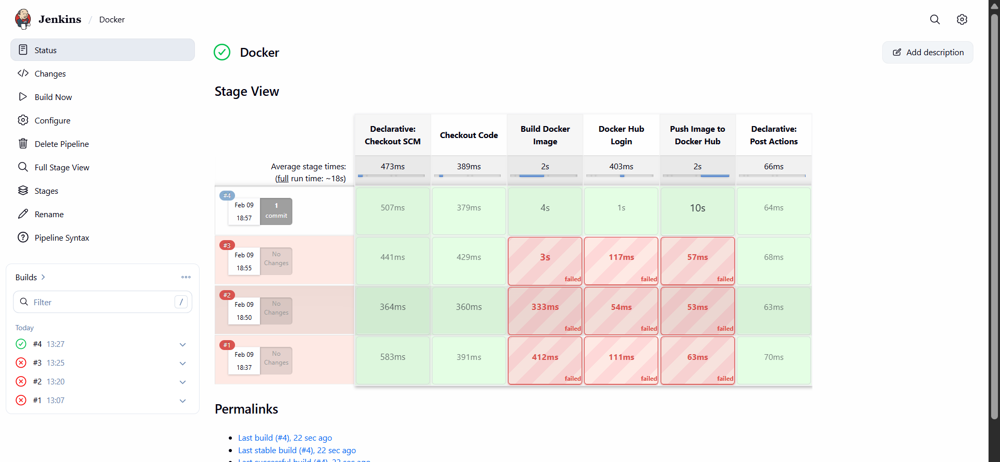 Jenkins / Docker
Status
Changes
Build Now
Configure
Delete Pipeline
Full Stage View
Stages
Rename
Pipeline Syntax
Builds
Filter /
Today
#4 13:27
#3 13:25
#2 13:20
#1 13:07
Docker
Add description
Stage View
Declarative: Checkout SCM
Checkout Code
Build Docker Image
Docker Hub Login
Push Image to Docker Hub
Declarative: Post Actions
Average stage times:
(full run time: ~18s)
473ms 389ms 2s 403ms 2s 66ms
#4
Feb 09
18:57
1
commit
507ms 379ms 4s 1s 10s 64ms
#3
Feb 09
18:55
No
Changes
441ms 429ms 3s 117ms 57ms 68ms
failed failed failed
#2
Feb 09
18:50
No
Changes
364ms 360ms 333ms 54ms 53ms 63ms
failed failed failed
#1
Feb 09
18:37
No
Changes
583ms 391ms 412ms 111ms 63ms 70ms
failed failed failed
Permalinks
Last build (#4), 22 sec ago
Last stable build (#4), 22 sec ago
Last successful build (#4), 22 sec ago